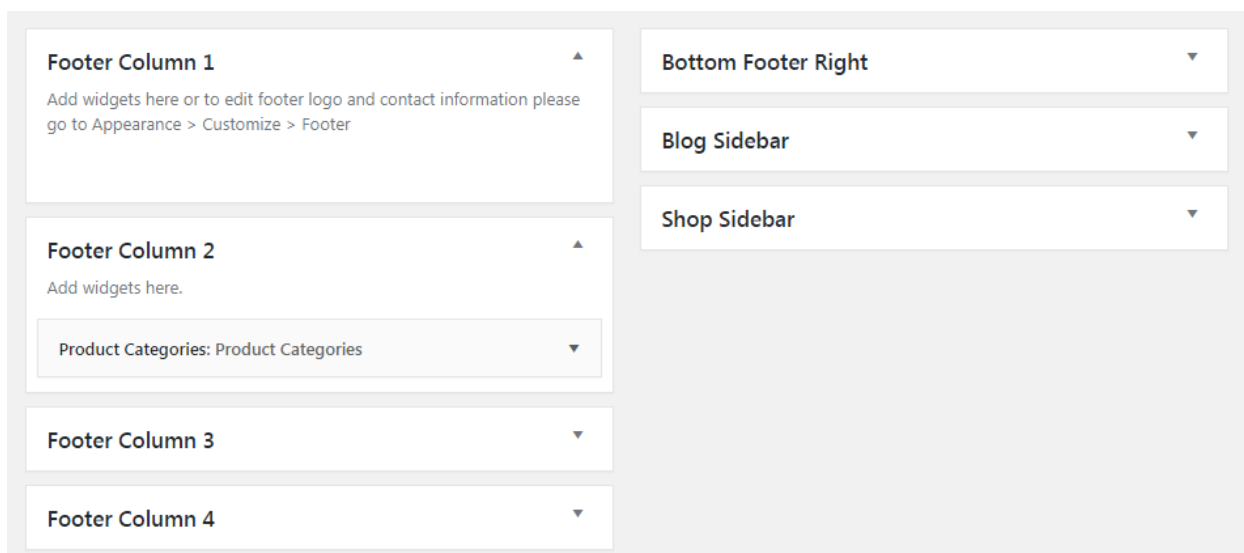 Footer Column 1
Add widgets here or to edit footer logo and contact information please
go to Appearance > Customize > Footer
Footer Column 2
Add widgets here.
Product Categories: Product Categories
Footer Column 3
Footer Column 4
Bottom Footer Right
Blog Sidebar
Shop Sidebar